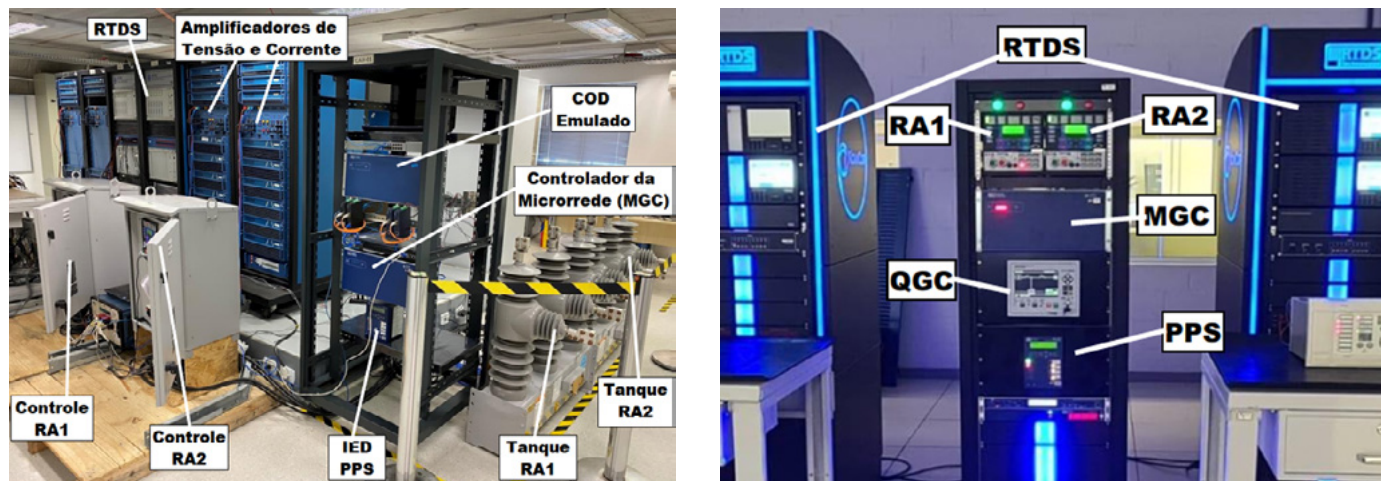 RTDS
Amplificadores de
Tensão e Corrente
COD
Emulado
Controlador da
Microrrede (MGC)
Controle
RA1
Controle
RA2
IED
PPS
Tanque
RA1
Tanque
RA2
RTDS
RTDS
RA1
RA2
MGC
QGC
PPS